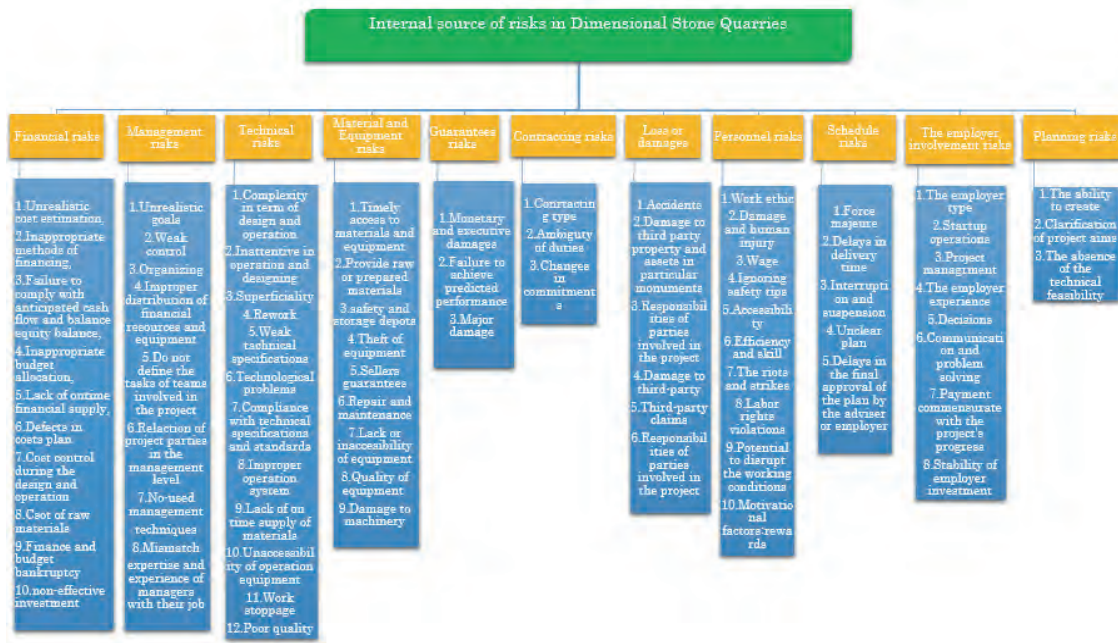 Internal source of risks in Dimensional Stone Quarries
Financial risks
1.Unrealistic
cost estimation,
2.Inappropriate
methods of
financing,
3.Failure to
comply with
anticipated cash
flow and balance
equity balance,
4.Inappropriate
budget
allocation,
5.Lack of ontime
financial supply,
6.Defects in
costs plan
7.Cost control
during the
design and
operation
8.Cost of raw
materials
9.Finance and
budget
bankruptcy
10.non-effective
investment
Management
risks
1.Unrealistic
goals
2.Weak
control
3.Organizing
4.Improper
distribution of
financial
resources and
equipment
5.Do not
define the
tasks of teams
involved in
the project
6.Relaction of
project parties
in the
management
level
7.No-used
management
techniques
8.Mismatch
expertise and
experience of
managers
with their job
Technical
risks
1.Complexity
in term of
design and
operation
2.Inattentive in
operation and
designing
3.Superficiality
4.Rework
5.Weak
technical
specifications
6.Technological
problems
7.Compliance
with technical
specifications
and standards
8.Improper
operation
system
9.Lack of on
time supply of
materials
10.Unaccessibil
ity of operation
equipment
11.Work
stoppage
12.Poor quality
Material and
Equipment
risks
1.Timely
access to
materials and
equipment
2.Provide raw
or prepared
materials
3.safety and
storage depots
4.Theft of
equipment
5.Sellers
guarantees
6.Repair and
maintenance
7.Lack or
inaccesibility
of equipment
8.Quality of
equipment
9.Damage to
machinery
Guarantees
risks
1.Monetary
and executive
damages
2.Failure to
achieve
predicted
performance
3.Major
damage
Contracting risks
1.Conrtactin
g type
2.Ambiguty
of duties
3.Changes in
commitment
s
Loss or
damages
1.Accidents
2.Damage to
third party
property and
assets in
particular
monuments
3.Responsibil
ities of
parties
involved in
the project
4.Damage to
third-party
5.Third-party
claims
6.Responsibil
ities of
parties
involved in
the project
Personnel risks
1.Work ethic
2.Damage
and human
injury
3.Wage
4.Ignoring
safety tips
5.Accessibili
ty
6.Efficiency
and skill
7.The riots
and strikes
8.Labor
rights
violations
9.Potential
to disrupt
the working
conditions
10.Motivati
onal
factors:rewa
rds
Schedule
risks
1.Force
majeure
2.Delays in
delivery
time
3.Interruption
and
suspension
4.Unclear
plan
5.Delays in
the final
approval of
the plan by
the adviser
or employer
The employer
involvement risks
1.The employer
type
2.Startup
operations
3.Project
managrment
4.The employer
experience
5.Decisions
6.Communicati
on and
problem
solving
7.Payment
commensurate
with the
project's
progress
8.Stability of
employer
investment
Planning risks
1.The ability
to create
2.Clarification
of project aims
3.The absence
of the
technical
feasibility